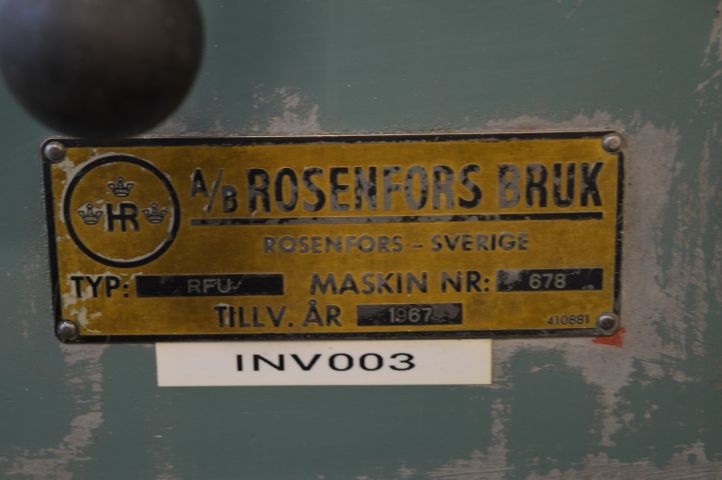 HR
A/B ROSENFORS BRUK
ROSENFORS - SVERIGE
TYP: RFU MASKIN NR: 678
TILLV. ÅR 1967 410881
INV003